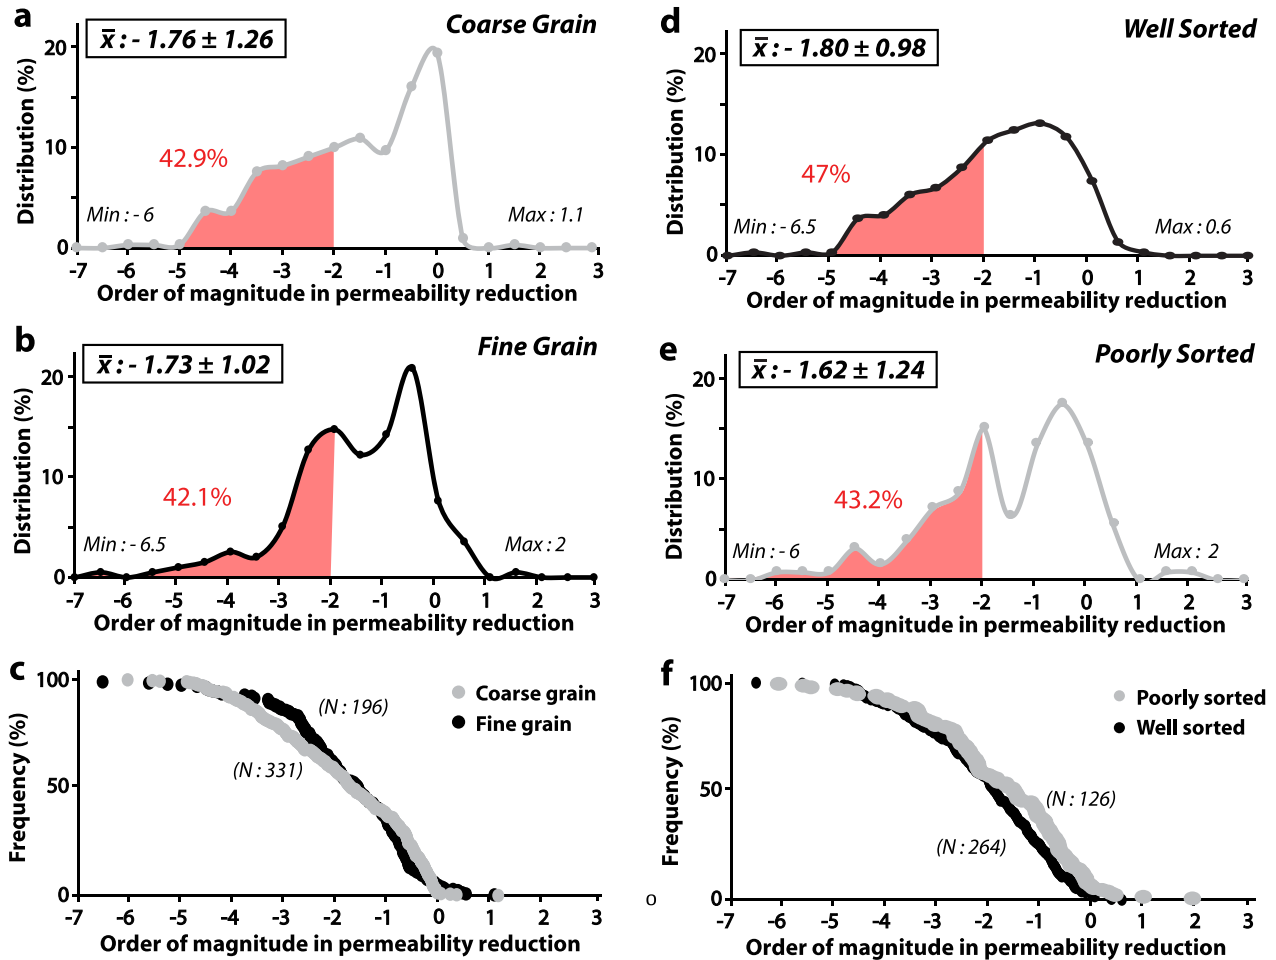 a
Coarse Grain
x̄ : - 1.76 ± 1.26
Distribution (%)
20
10
0
42.9%
Min : - 6
Max : 1.1
-7 -6 -5 -4 -3 -2 -1 0 1 2 3
Order of magnitude in permeability reduction
b
Fine Grain
x̄ : - 1.73 ± 1.02
Distribution (%)
20
10
0
42.1%
Min : - 6.5
Max : 2
-7 -6 -5 -4 -3 -2 -1 0 1 2 3
Order of magnitude in permeability reduction
c
Frequency (%)
100
50
0
(N : 196)
(N : 331)
Coarse grain
Fine grain
-7 -6 -5 -4 -3 -2 -1 0 1 2 3
Order of magnitude in permeability reduction
d
Well Sorted
x̄ : - 1.80 ± 0.98
Distribution (%)
20
10
0
47%
Min : - 6.5
Max : 0.6
-7 -6 -5 -4 -3 -2 -1 0 1 2 3
Order of magnitude in permeability reduction
e
Poorly Sorted
x̄ : - 1.62 ± 1.24
Distribution (%)
20
10
0
43.2%
Min : - 6
Max : 2
-7 -6 -5 -4 -3 -2 -1 0 1 2 3
Order of magnitude in permeability reduction
f
Frequency (%)
100
50
0
o
(N : 126)
(N : 264)
Poorly sorted
Well sorted
-7 -6 -5 -4 -3 -2 -1 0 1 2 3
Order of magnitude in permeability reduction